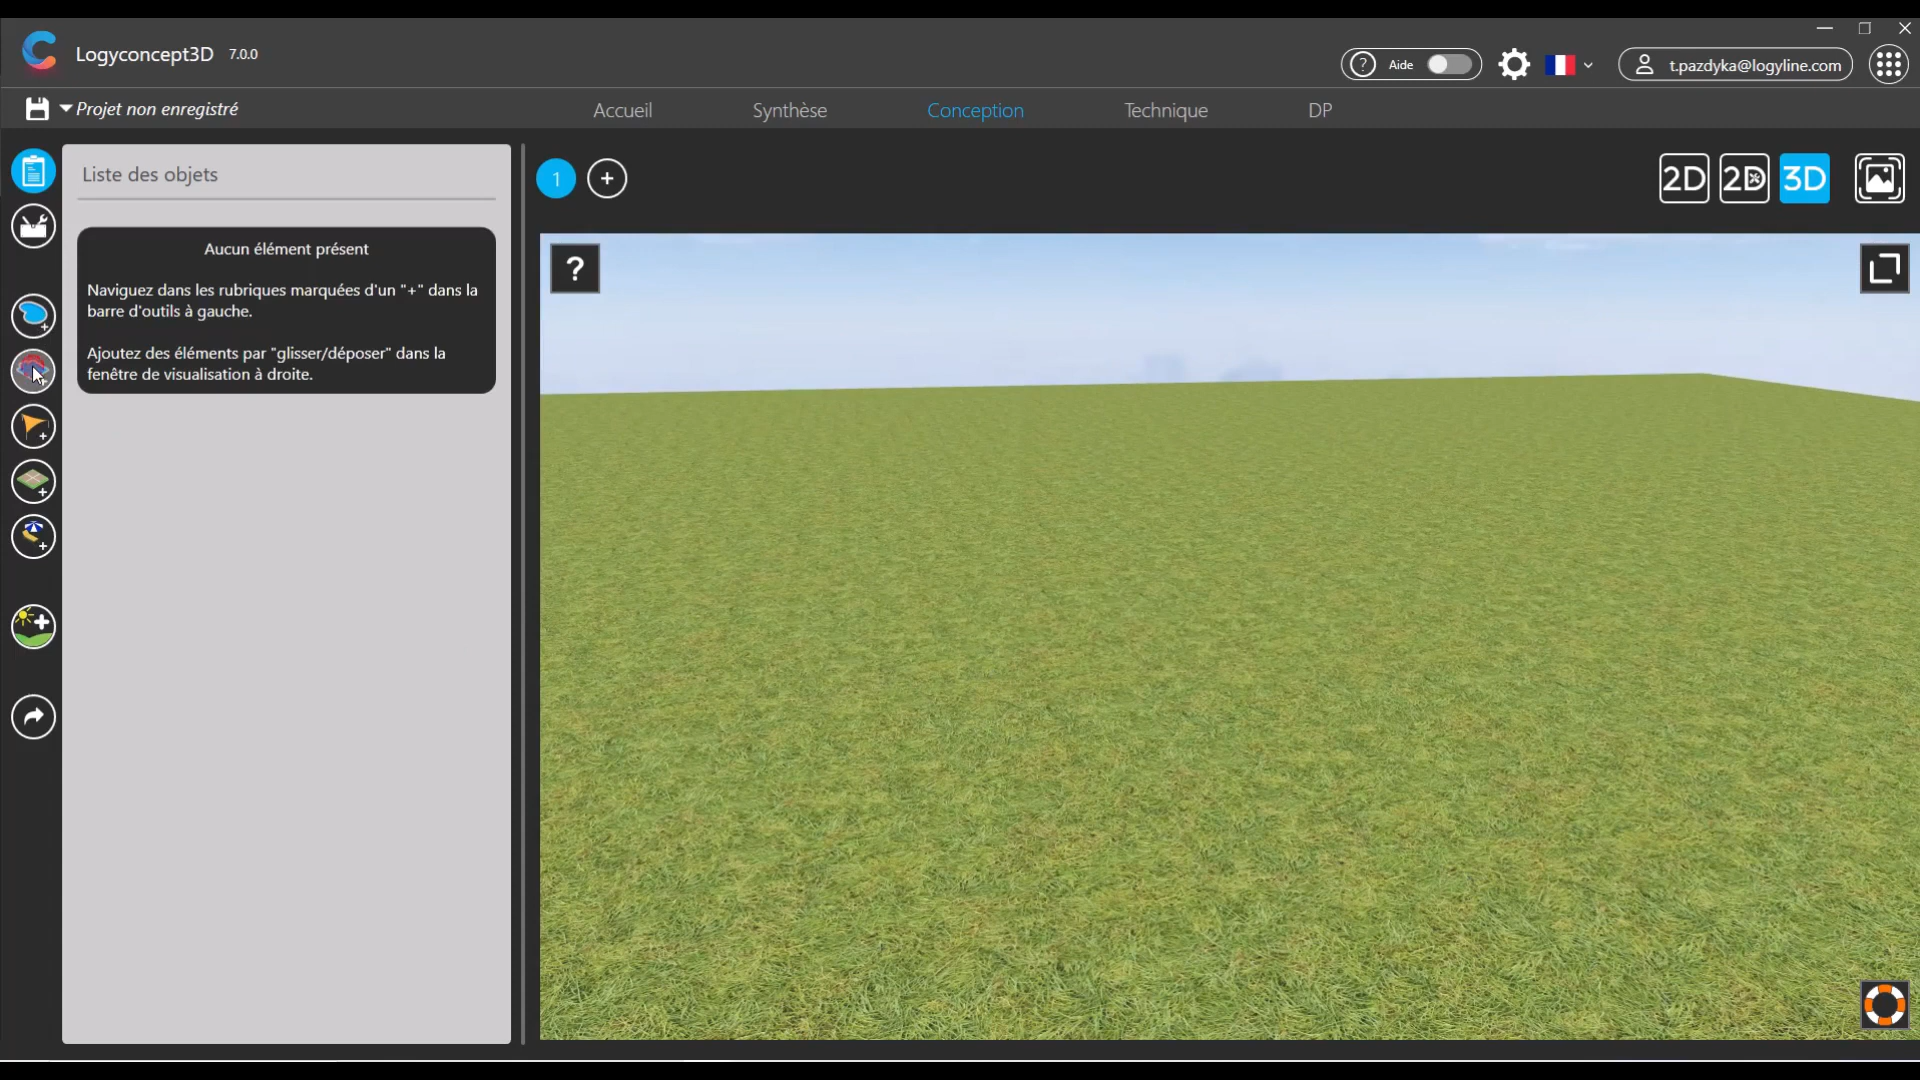 Logyconcept3D 7.0.0
? Aide
t.pazdyka@logyline.com
Projet non enregistré
Accueil
Synthèse
Conception
Technique
DP
Liste des objets
1
+
2D
2D
3D
Aucun élément présent
Naviguez dans les rubriques marquées d'un "+" dans la
barre d'outils à gauche.
Ajoutez des éléments par "glisser/déposer" dans la
fenêtre de visualisation à droite.
?